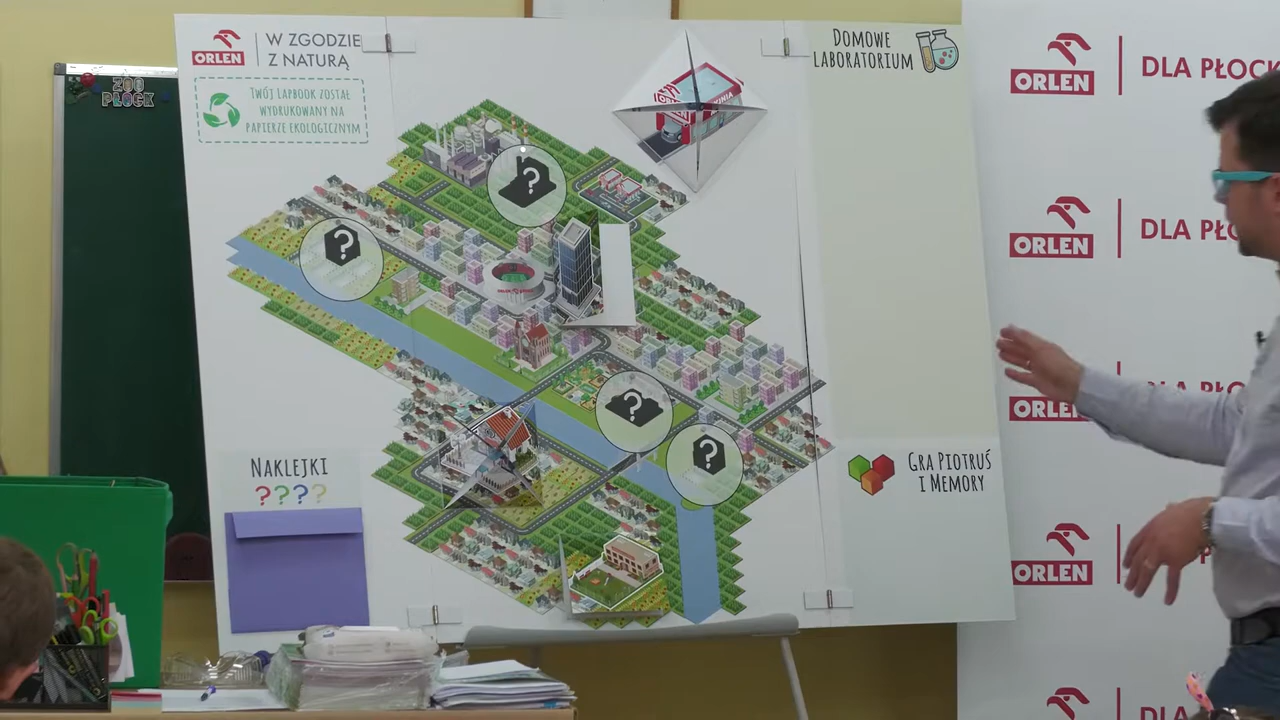 ZOO
PŁOCK
ORLEN
W ZGODZIE
Z NATURĄ
TWÓJ LAPBOOK ZOSTAŁ
WYDRUKOWANY NA
PAPIERZE EKOLOGICZNYM
DOMOWE
LABORATORIUM
?
?
?
?
NAKLEJKI
????
GRA PIOTRUŚ
I MEMORY
ORLEN
DLA PŁOCK
ORLEN
DLA PŁO
ORLEN
ORLEN